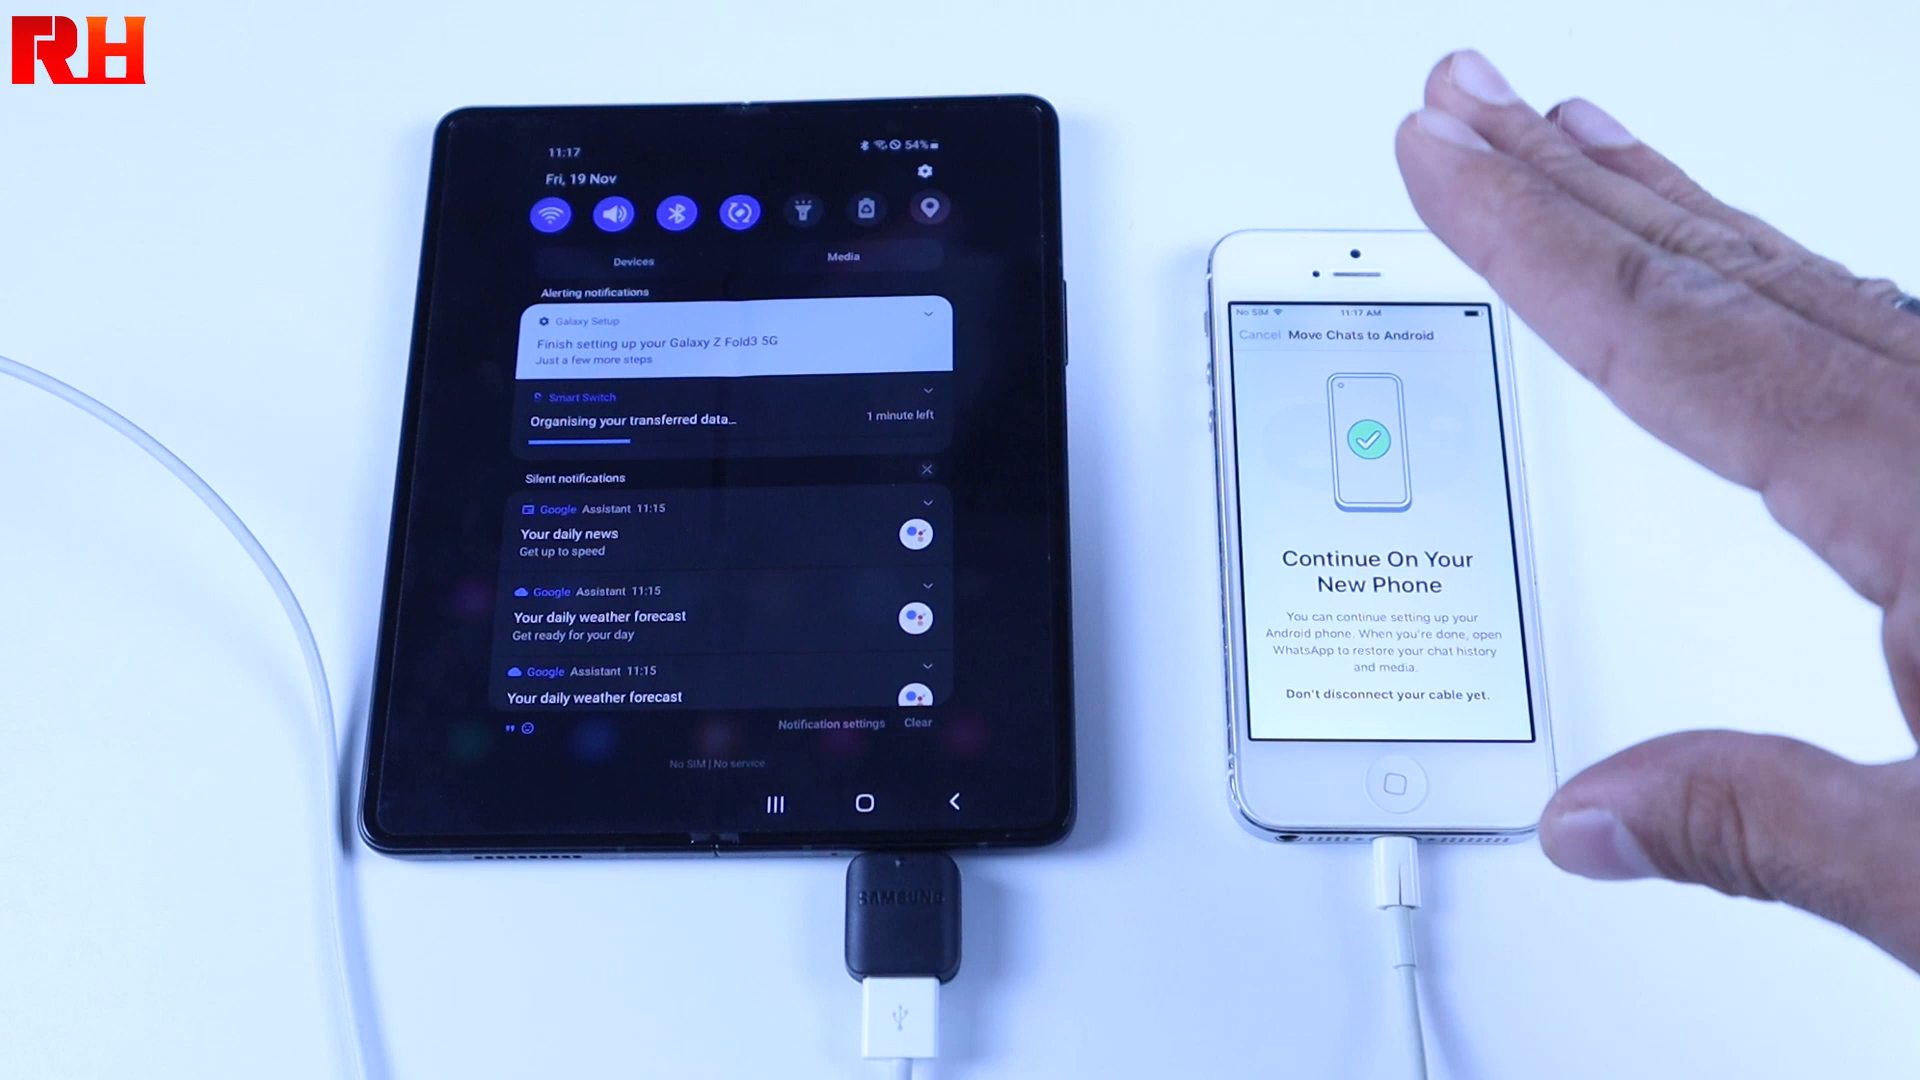 RH
11:17
54%
Fri, 19 Nov
Devices
Media
Alerting notifications
Galaxy Setup
Finish setting up your Galaxy Z Fold3 5G
Just a few more steps
Smart Switch
Organising your transferred data...
1 minute left
Silent notifications
Google Assistant 11:15
Your daily news
Get up to speed
Google Assistant 11:15
Your daily weather forecast
Get ready for your day
Google Assistant 11:15
Your daily weather forecast
Notification settings
Clear
No SIM | No service
SAMSUNG
No SIM
11:17 AM
Cancel
Move Chats to Android
Continue On Your
New Phone
You can continue setting up your
Android phone. When you're done, open
WhatsApp to restore your chat history
and media.
Don't disconnect your cable yet.